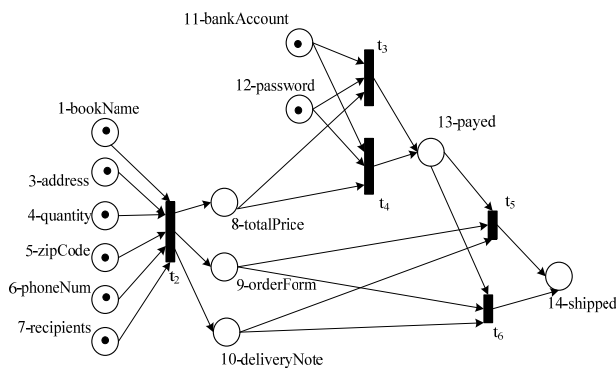 11-bankAccount
t3
12-password
1-bookName
13-payed
3-address
4-quantity
t4
t5
8-totalPrice
5-zipCode
t2
6-phoneNum
9-orderForm
14-shipped
7-recipients
t6
10-deliveryNote